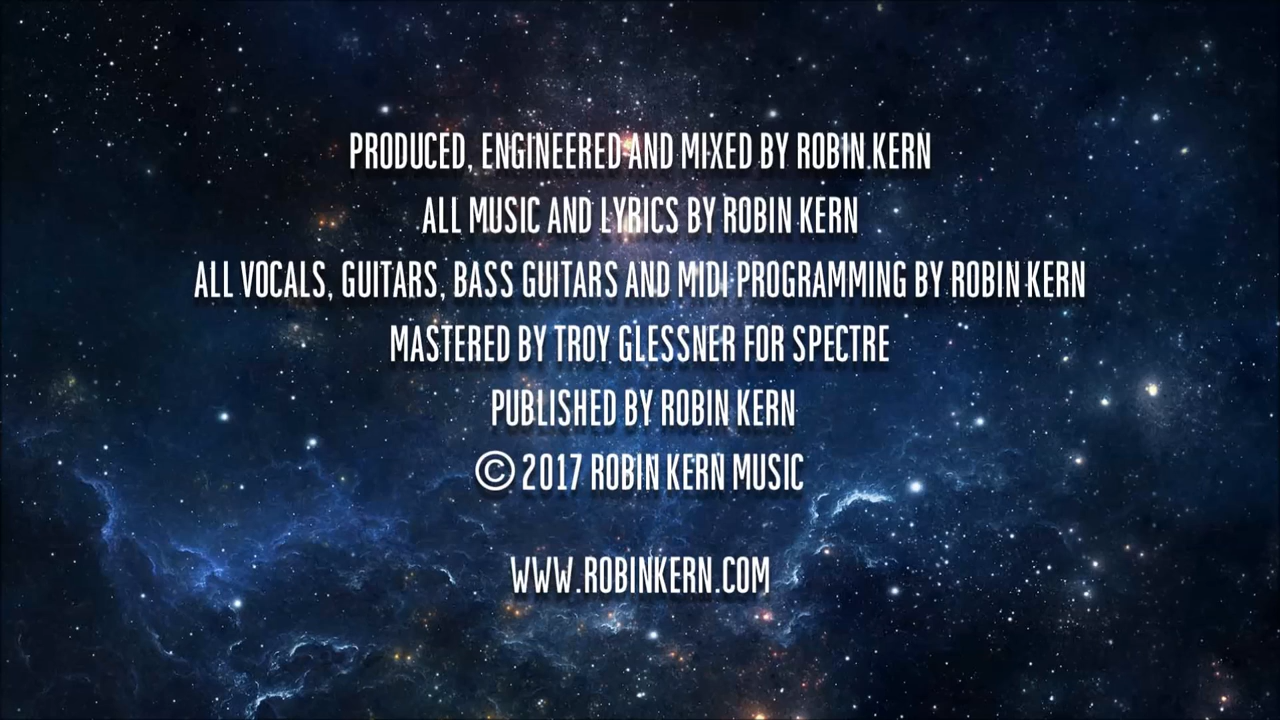 PRODUCED, ENGINEERED AND MIXED BY ROBIN KERN
ALL MUSIC AND LYRICS BY ROBIN KERN
ALL VOCALS, GUITARS, BASS GUITARS AND MIDI PROGRAMMING BY ROBIN KERN
MASTERED BY TROY GLESSNER FOR SPECTRE
PUBLISHED BY ROBIN KERN
© 2017 ROBIN KERN MUSIC
WWW.ROBINKERN.COM